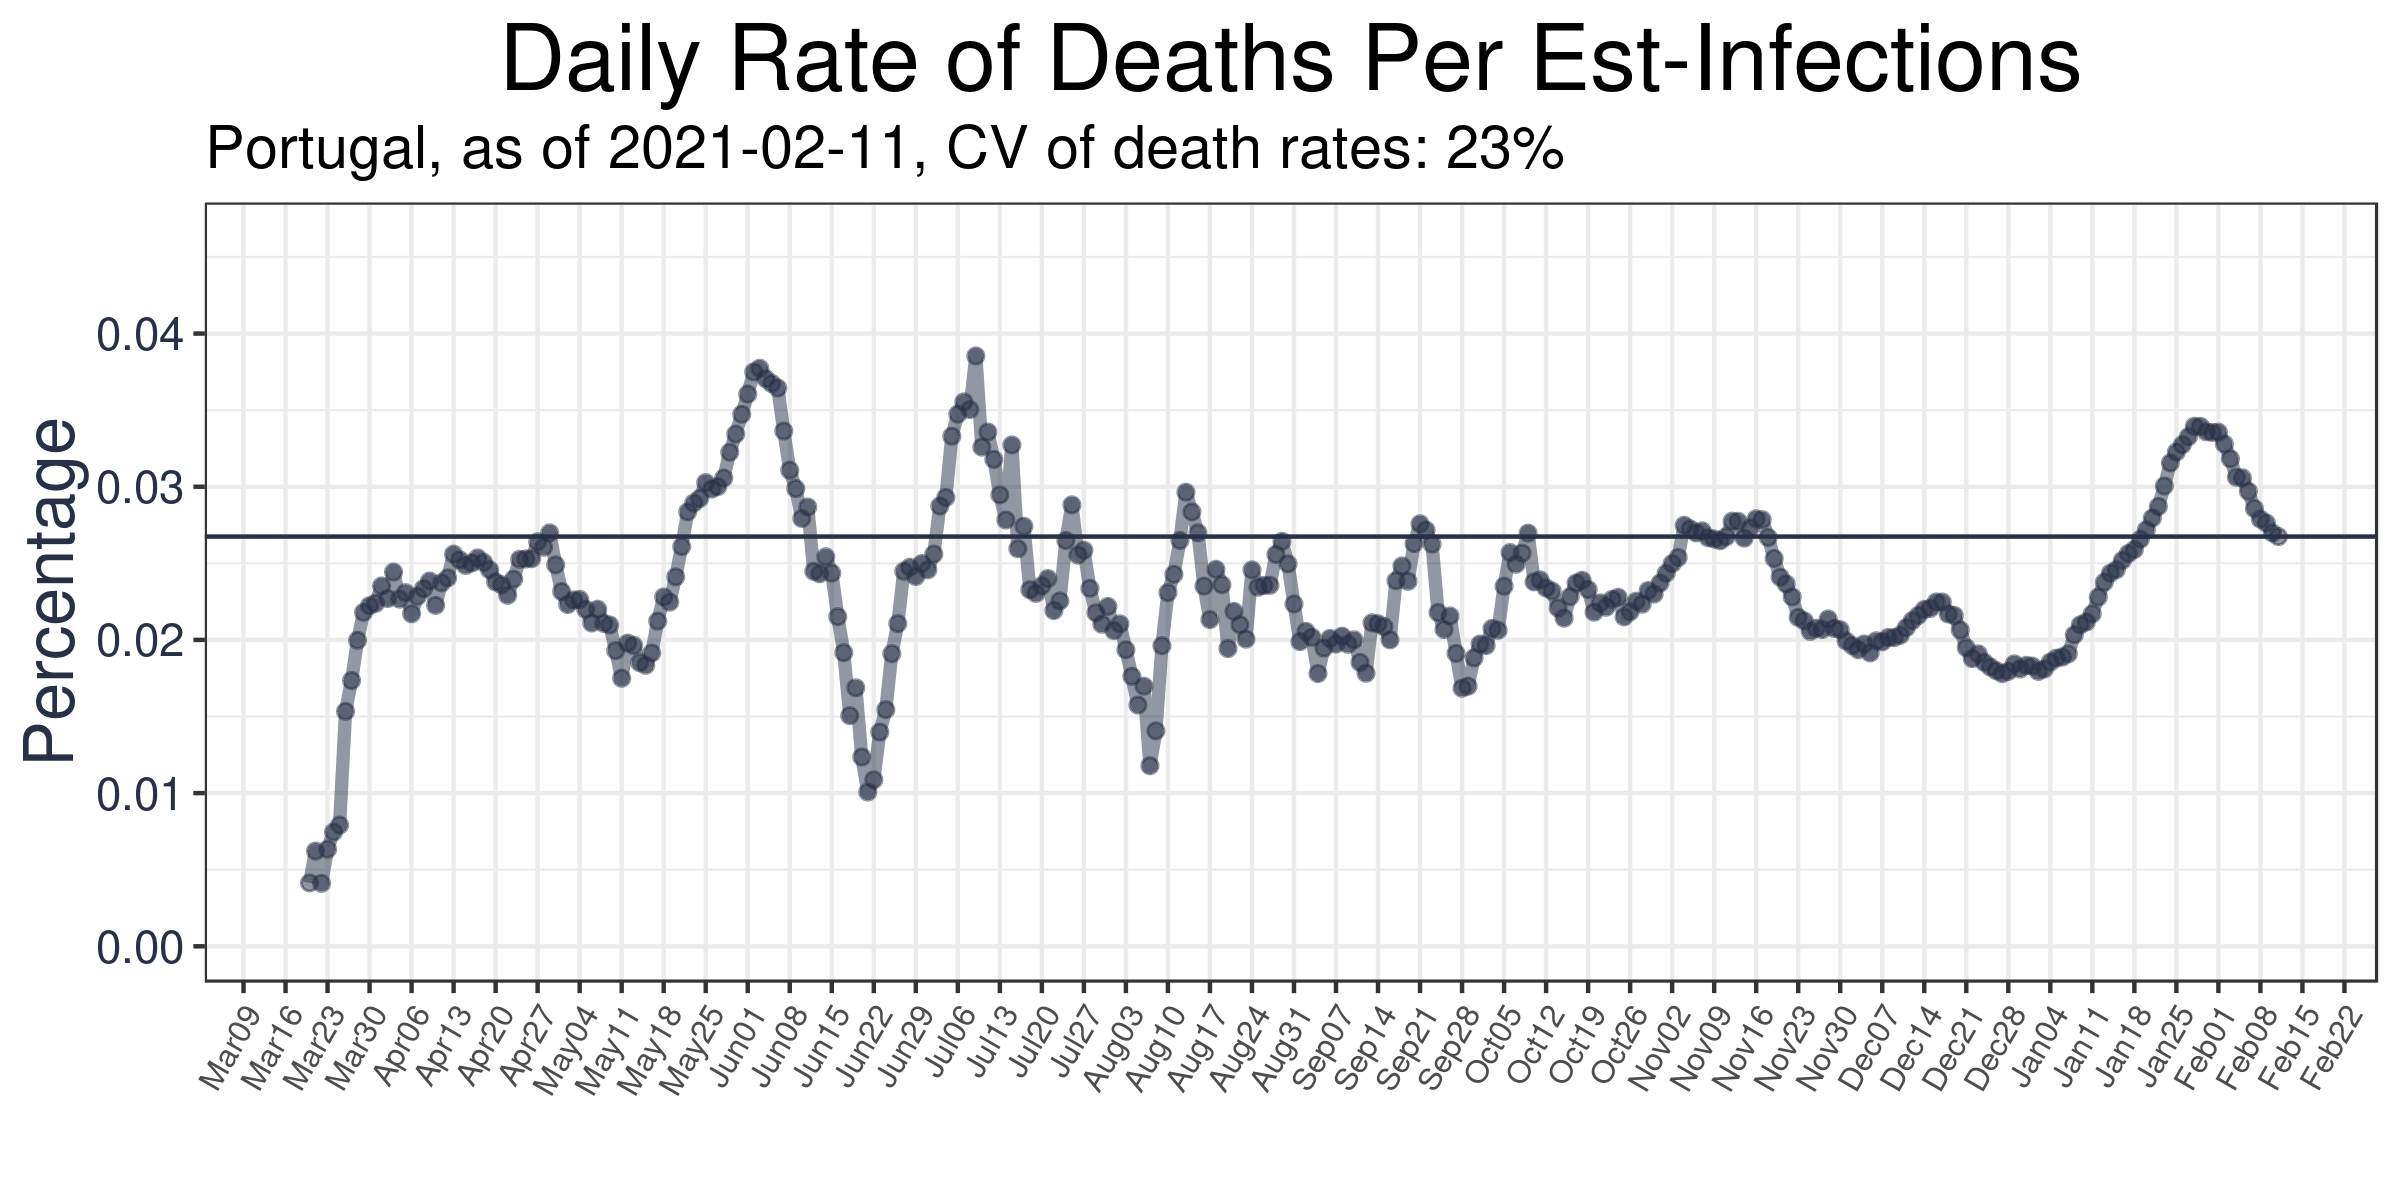 Daily Rate of Deaths Per Est-Infections
Portugal, as of 2021-02-11, CV of death rates: 23%
Percentage
0.04
0.03
0.02
0.01
0.00
Mar09 Mar16 Mar23 Mar30 Apr06 Apr13 Apr20 Apr27 May04 May11 May18 May25 Jun01 Jun08 Jun15 Jun22 Jun29 Jul06 Jul13 Jul20 Jul27 Aug03 Aug10 Aug17 Aug24 Aug31 Sep07 Sep14 Sep21 Sep28 Oct05 Oct12 Oct19 Oct26 Nov02 Nov09 Nov16 Nov23 Nov30 Dec07 Dec14 Dec21 Dec28 Jan04 Jan11 Jan18 Jan25 Feb01 Feb08 Feb15 Feb22